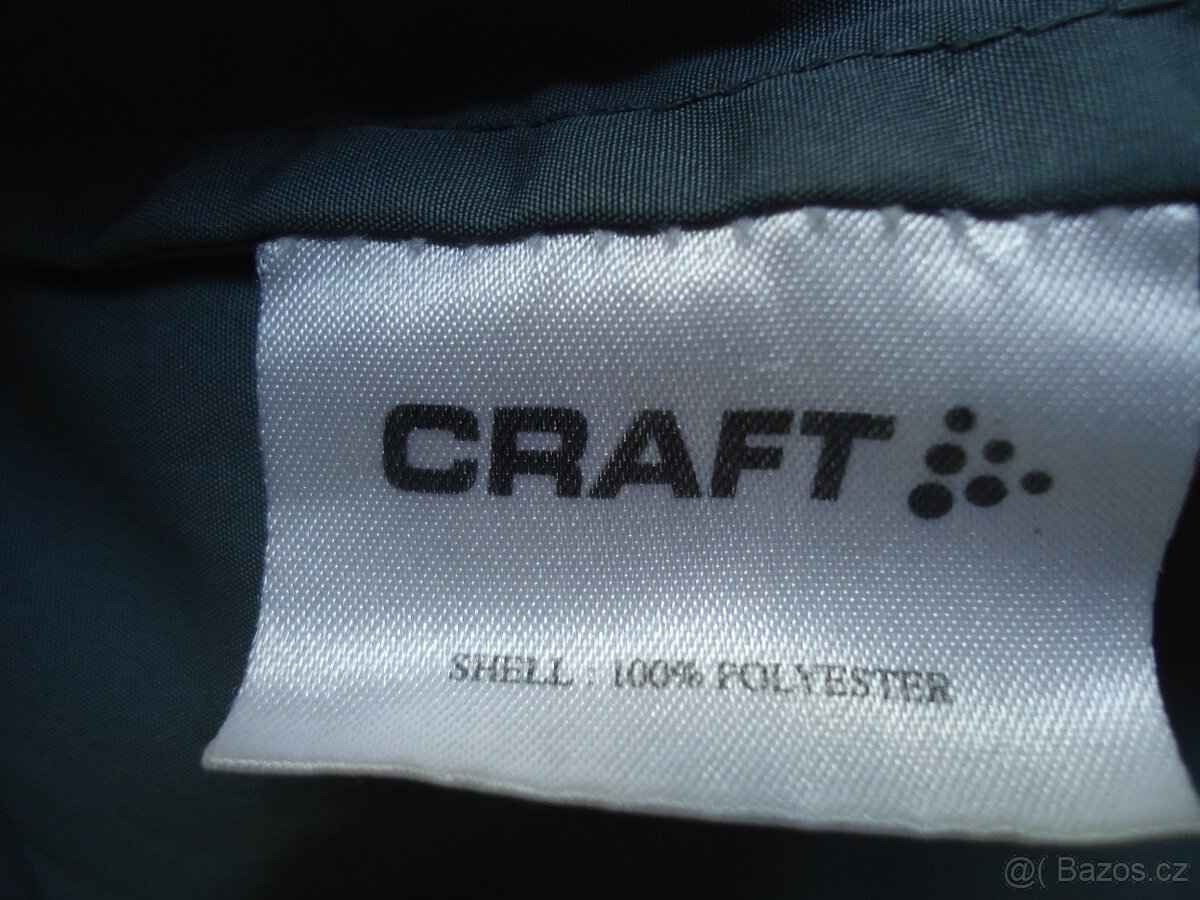 CRAFT
SHELL : 100% POLYESTER
@( Bazos.cz